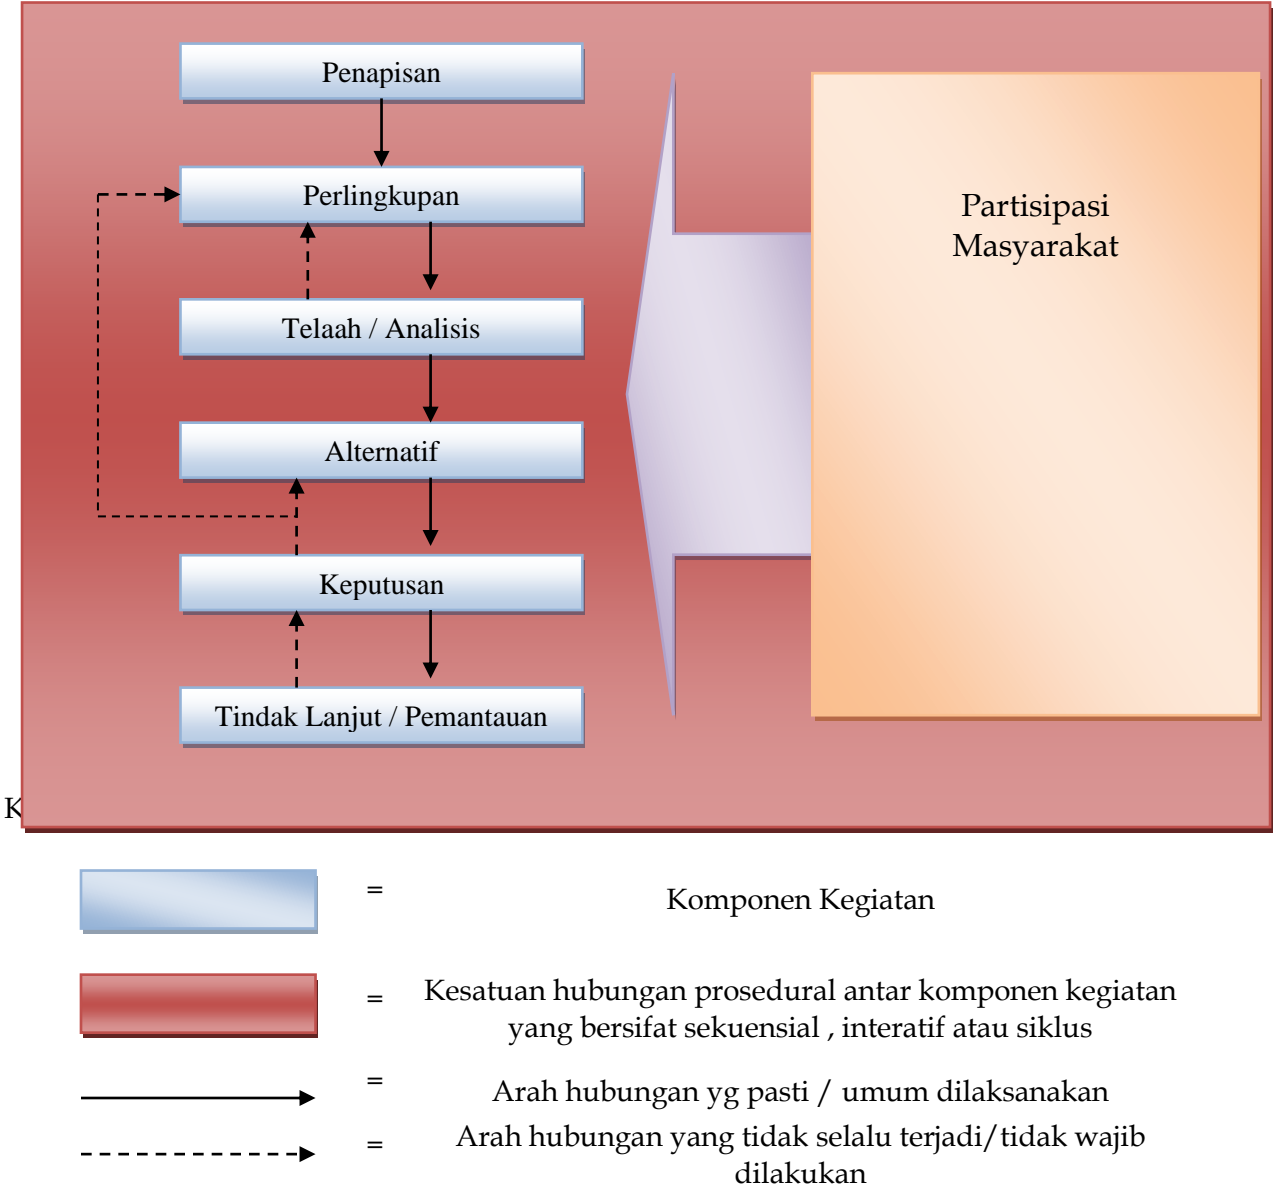 Penapisan
Perlingkupan
Telaah / Analisis
Alternatif
Keputusan
Tindak Lanjut / Pemantauan
Partisipasi
Masyarakat
K
=
Komponen Kegiatan
=
Kesatuan hubungan prosedural antar komponen kegiatan
yang bersifat sekuensial , interatif atau siklus
=
Arah hubungan yg pasti / umum dilaksanakan
=
Arah hubungan yang tidak selalu terjadi/tidak wajib
dilakukan